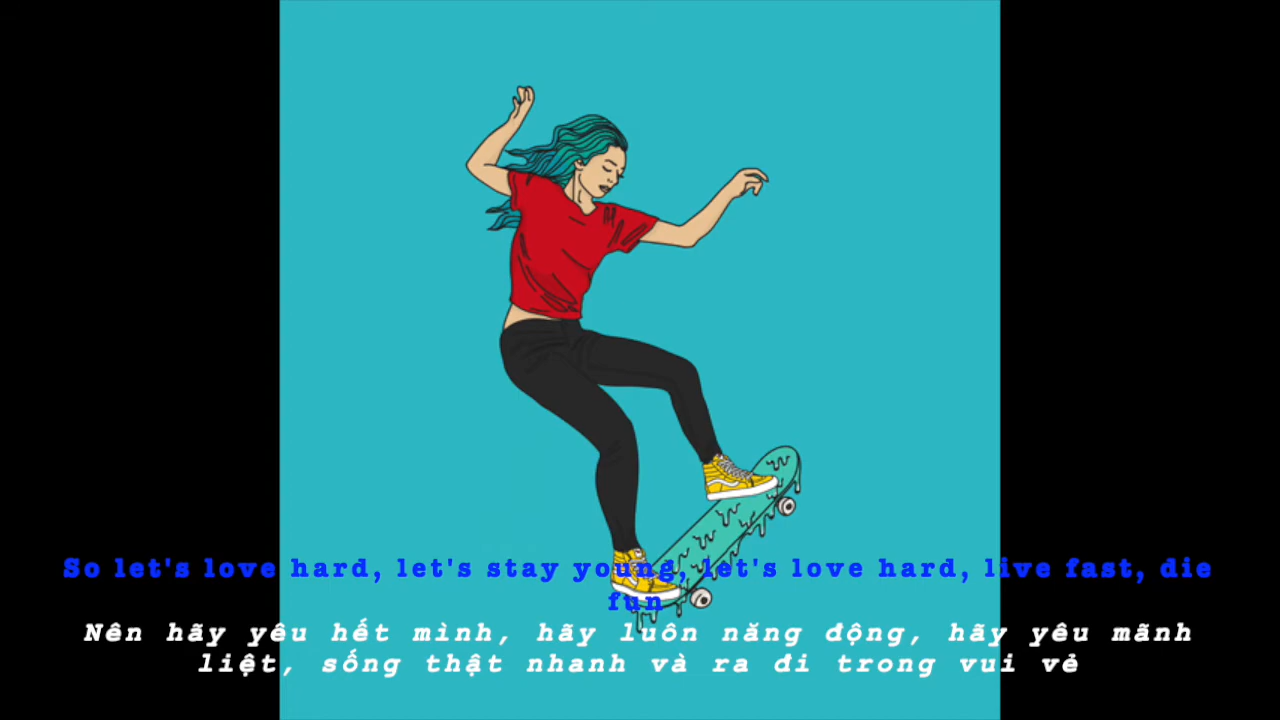 So let's love hard, let's stay young, let's love hard, live fast, die
fun
Nên hãy yêu hết mình, hãy luôn năng động, hãy yêu mãnh
liệt, sống thật nhanh và ra đi trong vui vẻ